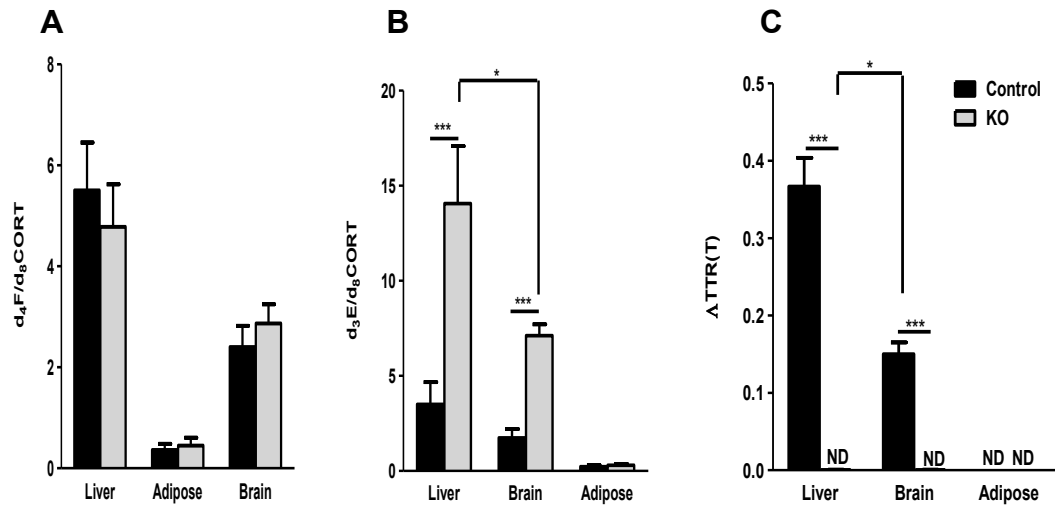 A
B
C
8
6
4
2
0
d₄F/d₈CORT
Liver
Adipose
Brain
20
15
10
5
0
d₃E/d₈CORT
***
*
***
Liver
Brain
Adipose
0.5
0.4
0.3
0.2
0.1
0.0
ΔTTR(T)
*
***
***
ND
ND
ND ND
Liver
Brain
Adipose
Control
KO